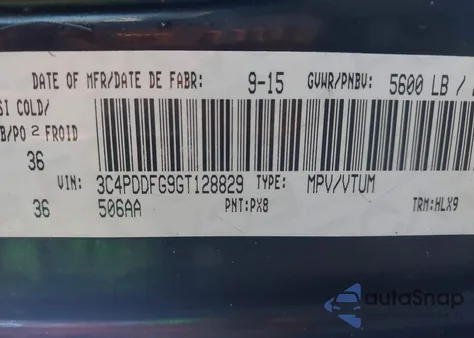 DATE OF MFR/DATE DE FABR: 9-15 GVWR/PNBV: 5600 LB /
SI COLD/
B/PO 2 FROID
36
VIN: 3C4PDDFG9GT128829 TYPE: MPV/VTUM
36 506AA PNT:PX8 TRM:HLX9
autoSnap